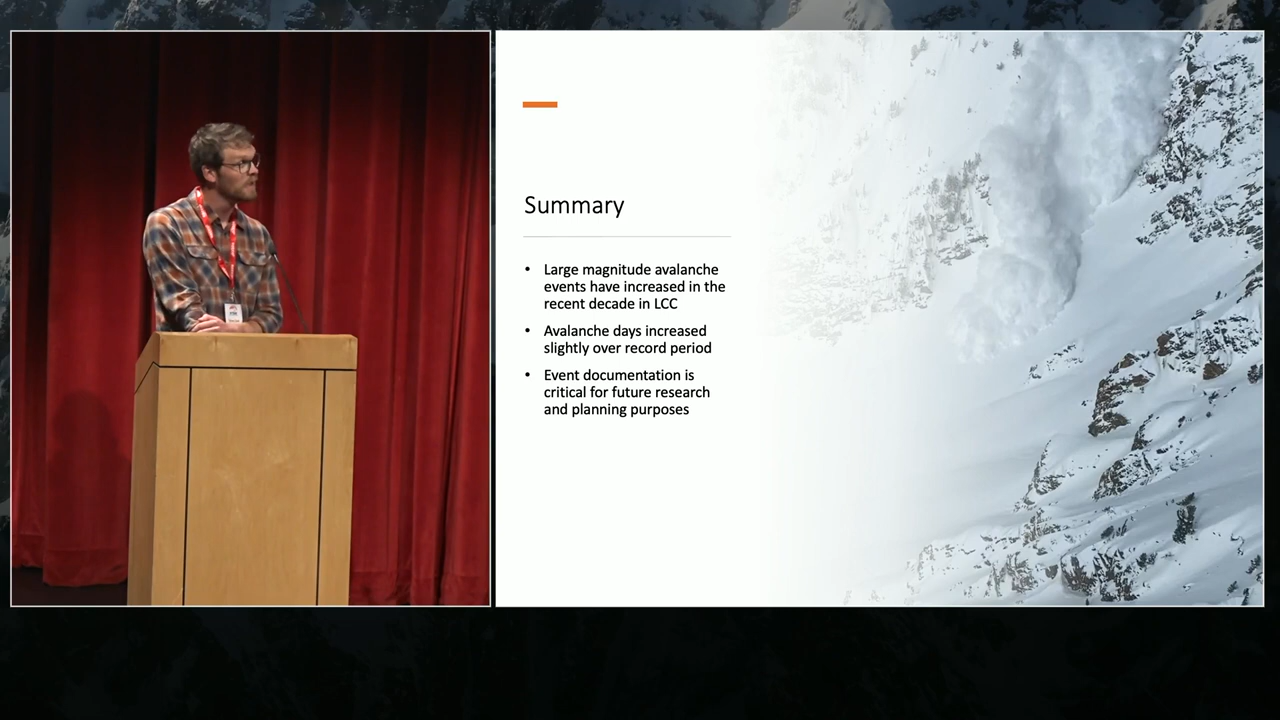 Summary
• Large magnitude avalanche
events have increased in the
recent decade in LCC
• Avalanche days increased
slightly over record period
• Event documentation is
critical for future research
and planning purposes